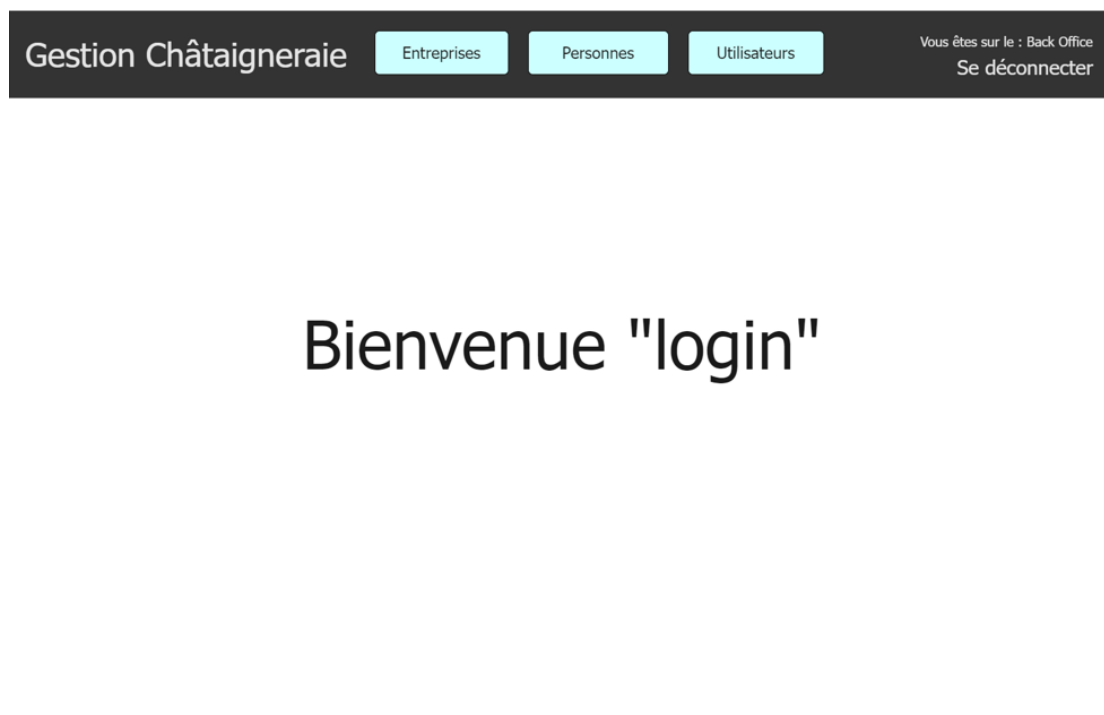 Gestion Châtaigneraie
Entreprises
Personnes
Utilisateurs
Vous êtes sur le : Back Office
Se déconnecter
Bienvenue "login"